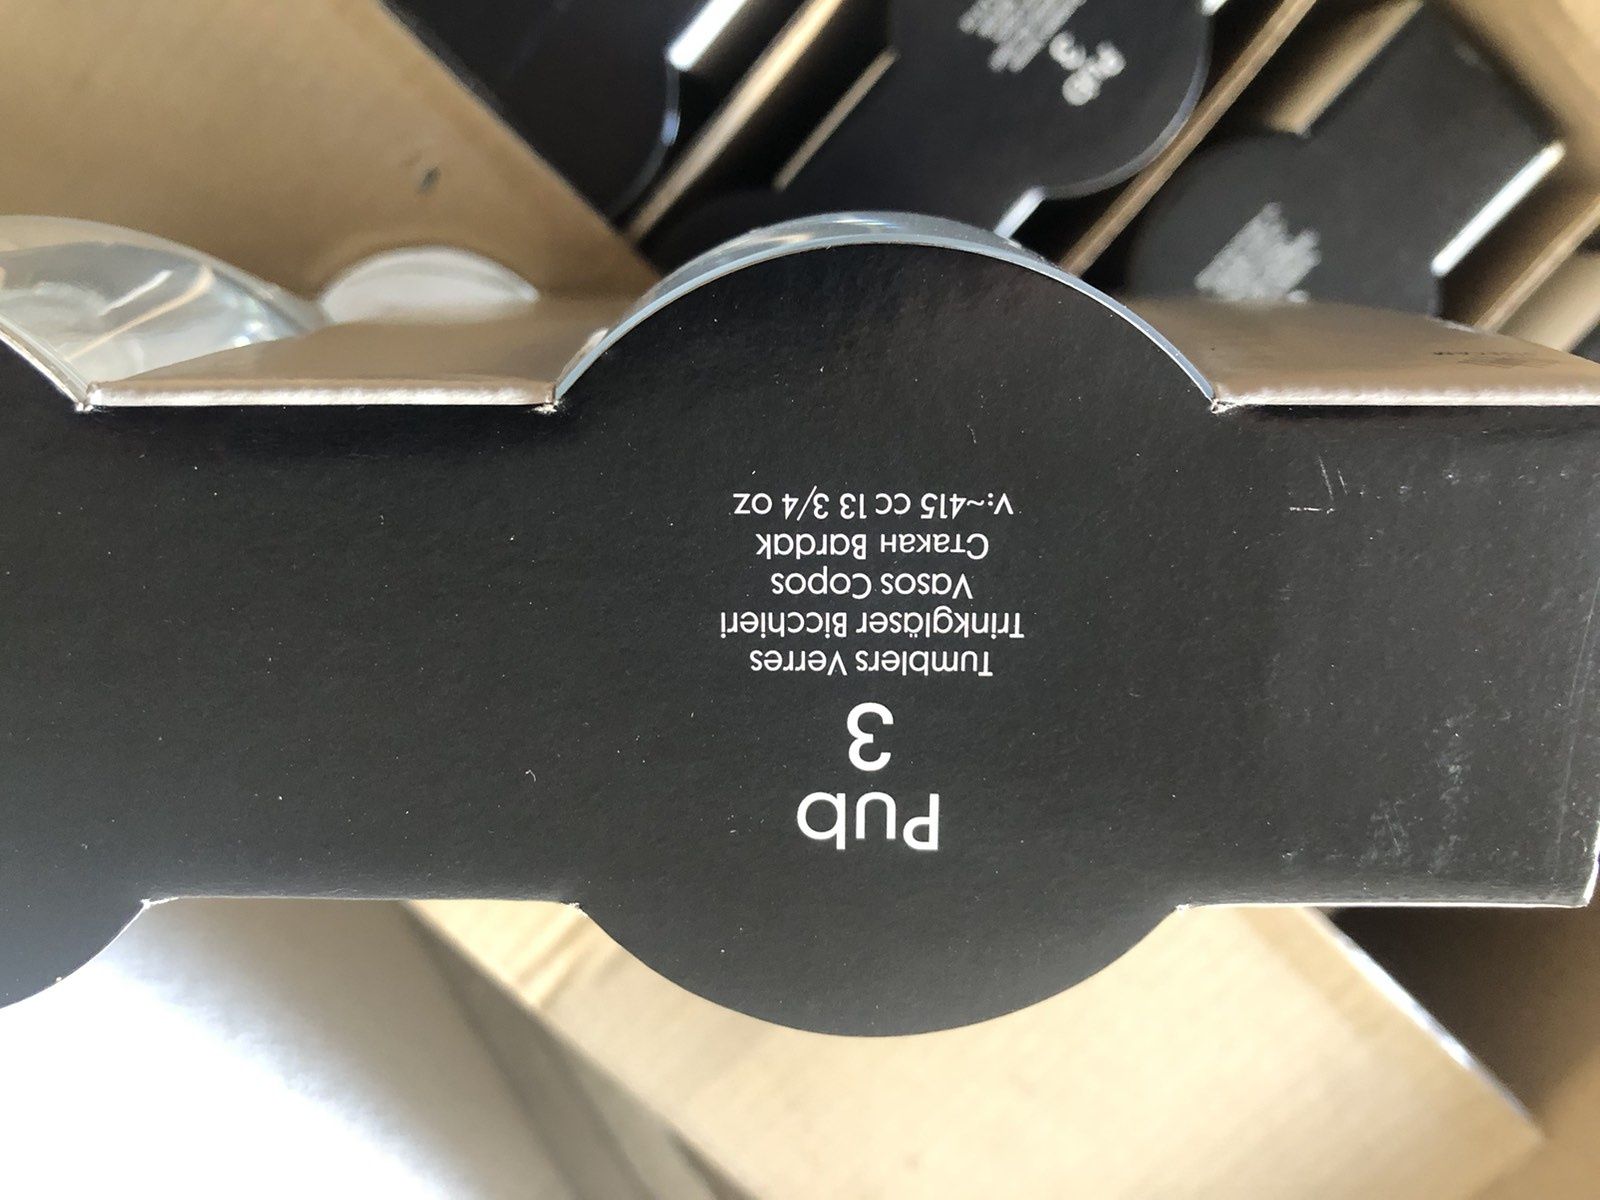 Pub
3
Tumblers Verres
Trinkgläser Bicchieri
Vasos Copos
Стакан Bardak
V:~415 cc 13 3/4 oz